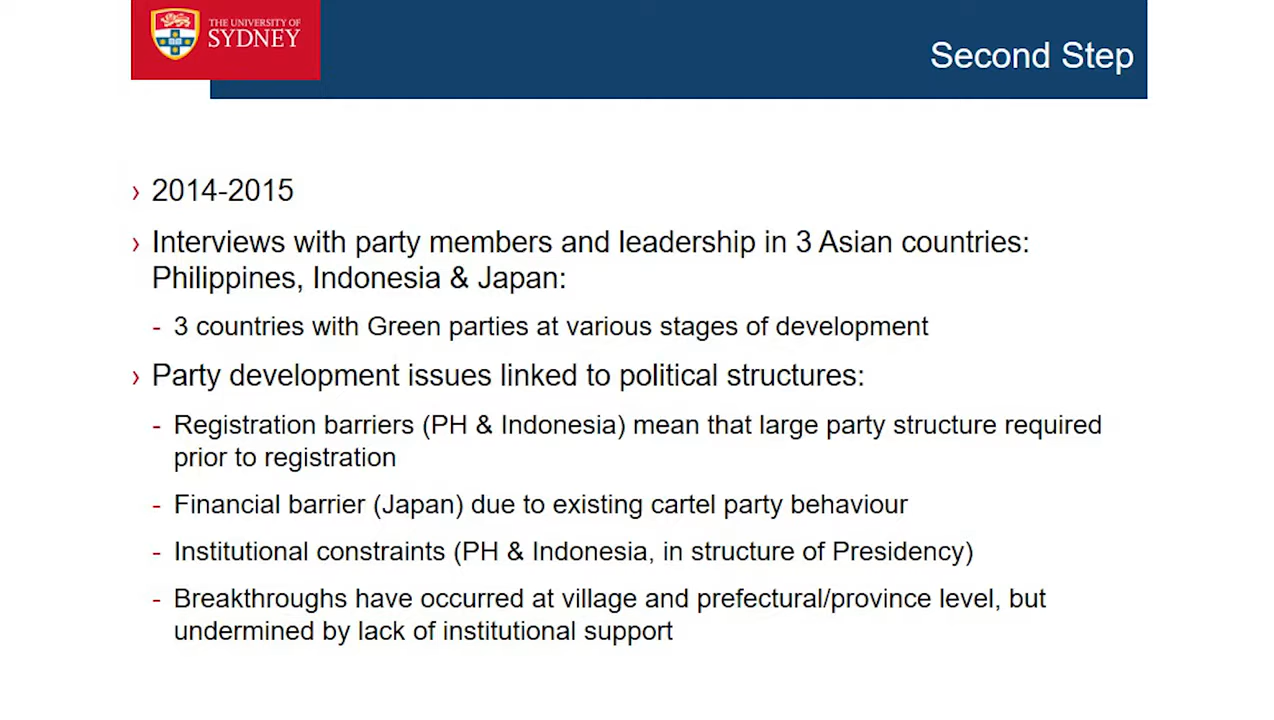 THE UNIVERSITY OF
SYDNEY
Second Step
› 2014-2015
› Interviews with party members and leadership in 3 Asian countries:
Philippines, Indonesia & Japan:
- 3 countries with Green parties at various stages of development
› Party development issues linked to political structures:
- Registration barriers (PH & Indonesia) mean that large party structure required
prior to registration
- Financial barrier (Japan) due to existing cartel party behaviour
- Institutional constraints (PH & Indonesia, in structure of Presidency)
- Breakthroughs have occurred at village and prefectural/province level, but
undermined by lack of institutional support